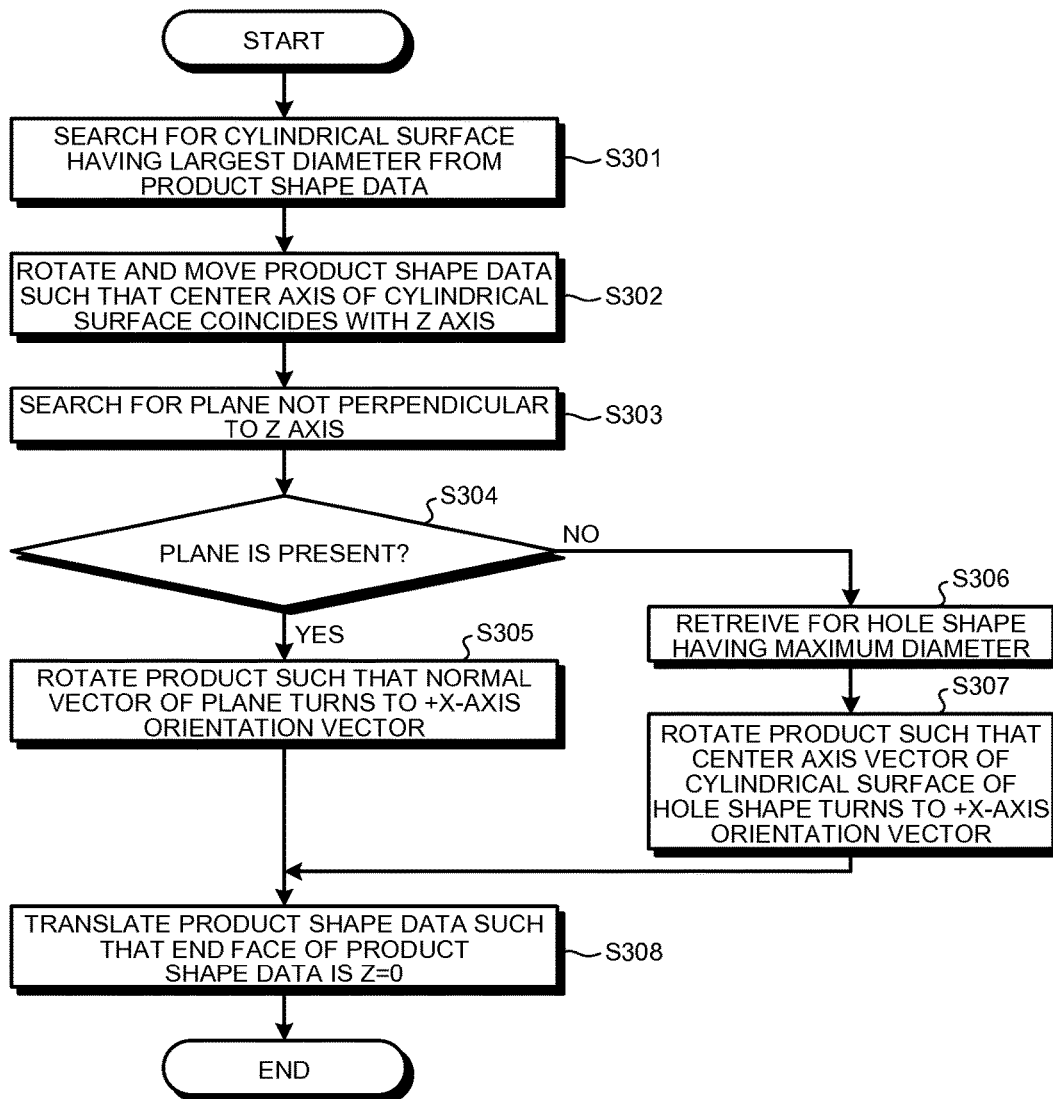 START
SEARCH FOR CYLINDRICAL SURFACE
HAVING LARGEST DIAMETER FROM
PRODUCT SHAPE DATA
S301
ROTATE AND MOVE PRODUCT SHAPE DATA
SUCH THAT CENTER AXIS OF CYLINDRICAL
SURFACE COINCIDES WITH Z AXIS
S302
SEARCH FOR PLANE NOT PERPENDICULAR
TO Z AXIS
S303
S304
PLANE IS PRESENT?
NO
YES
S305
ROTATE PRODUCT SUCH THAT NORMAL
VECTOR OF PLANE TURNS TO +X-AXIS
ORIENTATION VECTOR
S306
RETREIVE FOR HOLE SHAPE
HAVING MAXIMUM DIAMETER
S307
ROTATE PRODUCT SUCH THAT
CENTER AXIS VECTOR OF
CYLINDRICAL SURFACE OF
HOLE SHAPE TURNS TO +X-AXIS
ORIENTATION VECTOR
TRANSLATE PRODUCT SHAPE DATA SUCH
THAT END FACE OF PRODUCT
SHAPE DATA IS Z=0
S308
END